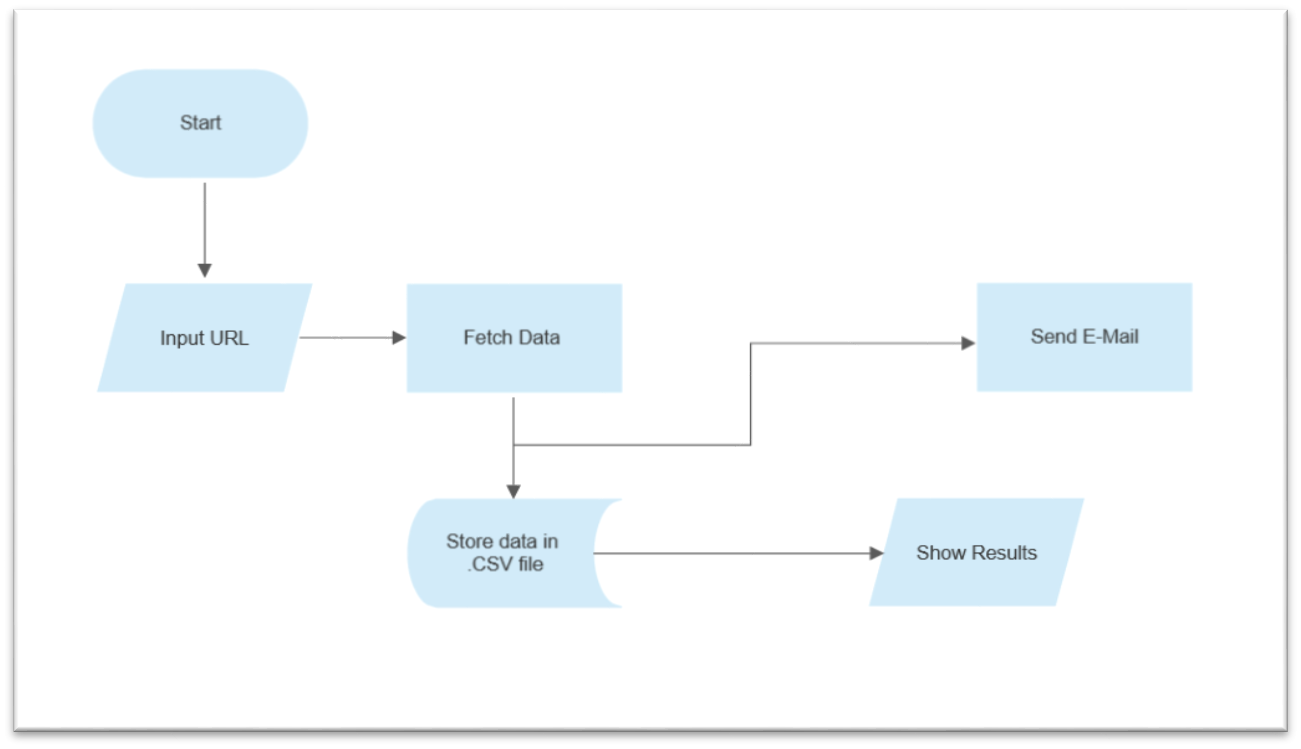 Start
Input URL
Fetch Data
Send E-Mail
Store data in
.CSV file
Show Results